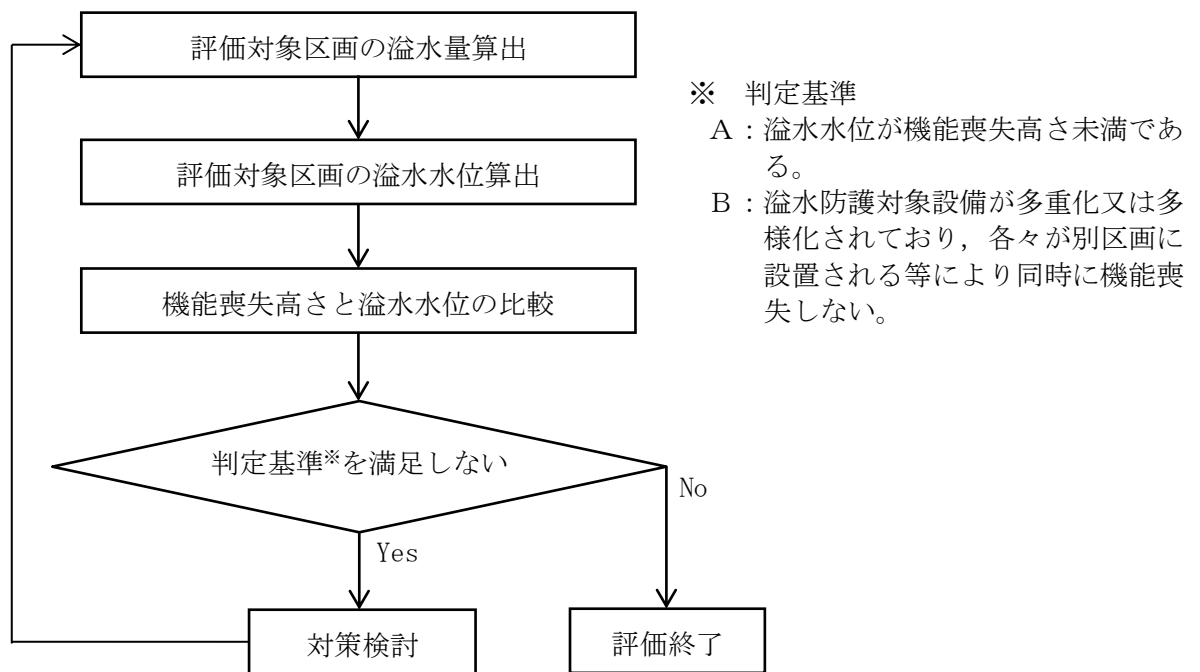 評価対象区画の溢水量算出
評価対象区画の溢水水位算出
機能喪失高さと溢水水位の比較
判定基準※を満足しない
No
Yes
対策検討
評価終了
※ 判定基準
A：溢水水位が機能喪失高さ未満であ
る。
B：溢水防護対象設備が多重化又は多
様化されており，各々が別区画に
設置される等により同時に機能喪
失しない。